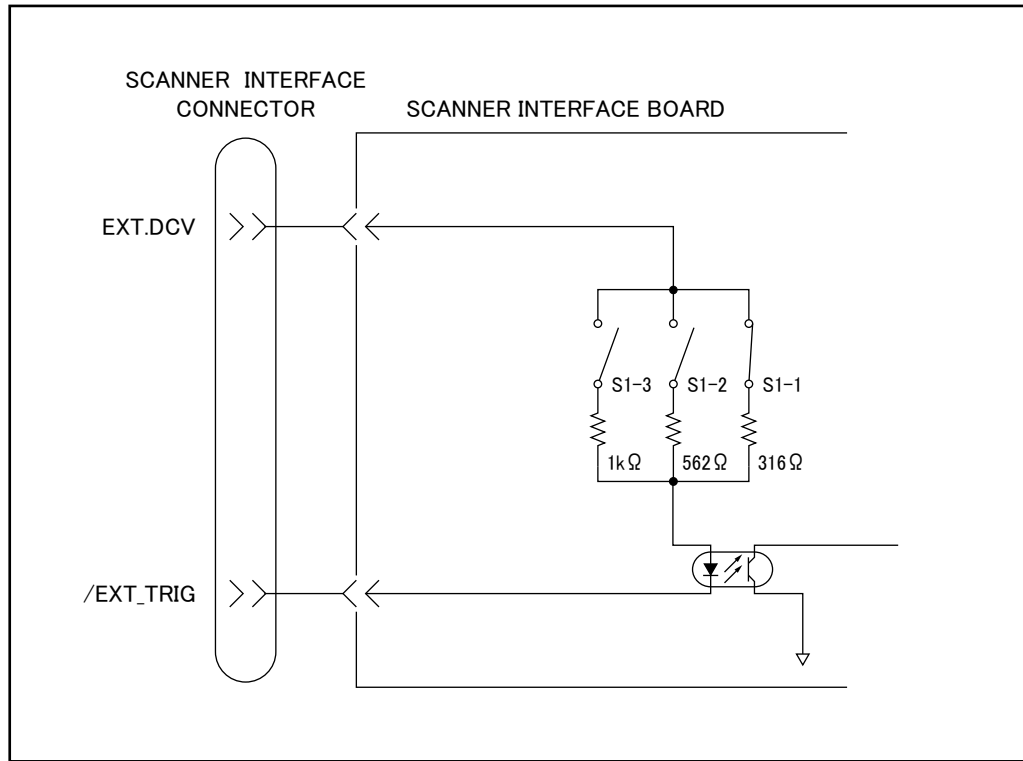 SCANNER INTERFACE
CONNECTOR
SCANNER INTERFACE BOARD
EXT.DCV
S1-3
S1-2
S1-1
1kΩ
562Ω
316Ω
/EXT_TRIG